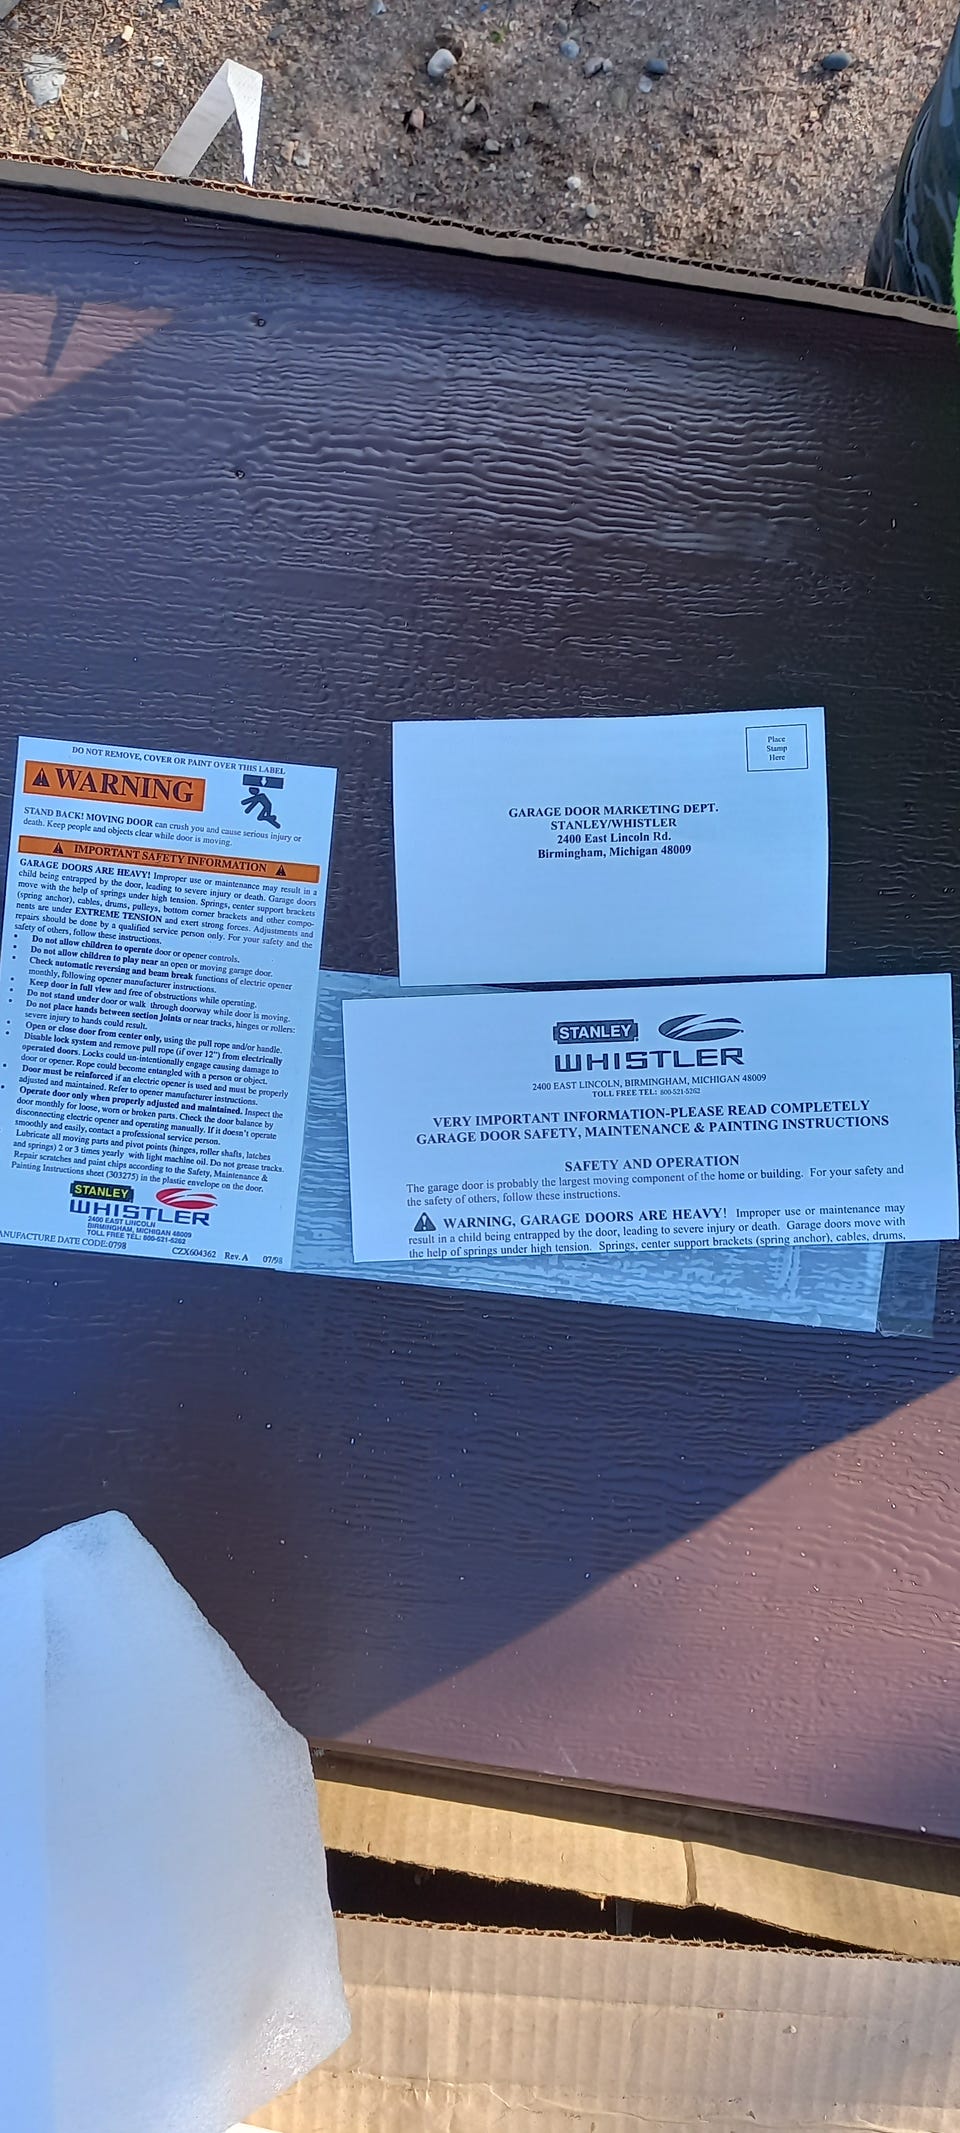 DO NOT REMOVE, COVER OR PAINT OVER THIS LABEL
WARNING
STAND BACK! MOVING DOOR can crush you and cause serious injury or
death. Keep people and objects clear while door is moving.
IMPORTANT SAFETY INFORMATION
GARAGE DOORS ARE HEAVY! Improper use or maintenance may result in a
child being entrapped by the door, leading to severe injury or death. Garage doors
move with the help of springs under high tension. Springs, center support brackets
(spring anchor), cables, drums, pulleys, bottom corner brackets and other compo-
nents are under EXTREME TENSION and exert strong forces. Adjustments and
repairs should be done by a qualified service person only. For your safety and the
safety of others, follow these instructions.
• Do not allow children to operate door or opener controls.
• Do not allow children to play near an open or moving garage door.
• Check automatic reversing and beam break functions of electric opener
monthly, following opener manufacturer instructions.
• Keep door in full view and free of obstructions while operating.
• Do not stand under door or walk through doorway while door is moving.
• Do not place hands between section joints or near tracks, hinges or rollers:
severe injury to hands could result.
• Open or close door from center only, using the pull rope and/or handle.
• Disable lock system and remove pull rope (if over 12") from electrically
operated doors. Locks could un-intentionally engage causing damage to
door or opener. Rope could become entangled with a person or object.
• Door must be reinforced if an electric opener is used and must be properly
adjusted and maintained. Refer to opener manufacturer instructions.
• Operate door only when properly adjusted and maintained. Inspect the
door monthly for loose, worn or broken parts. Check the door balance by
disconnecting electric opener and operating manually. If it doesn't operate
smoothly and easily, contact a professional service person.
Lubricate all moving parts and pivot points (hinges, roller shafts, latches
and springs) 2 or 3 times yearly with light machine oil. Do not grease tracks.
Repair scratches and paint chips according to the Safety, Maintenance &
Painting Instructions sheet (303275) in the plastic envelope on the door.
STANLEY
WHISTLER
2400 EAST LINCOLN
BIRMINGHAM, MICHIGAN 48009
TOLL FREE TEL: 800-521-5262
ANUFACTURE DATE CODE:0798
CZX604362 Rev. A 07/98
Place
Stamp
Here
GARAGE DOOR MARKETING DEPT.
STANLEY/WHISTLER
2400 East Lincoln Rd.
Birmingham, Michigan 48009
STANLEY
WHISTLER
2400 EAST LINCOLN, BIRMINGHAM, MICHIGAN 48009
TOLL FREE TEL: 800-521-5262
VERY IMPORTANT INFORMATION-PLEASE READ COMPLETELY
GARAGE DOOR SAFETY, MAINTENANCE & PAINTING INSTRUCTIONS
SAFETY AND OPERATION
The garage door is probably the largest moving component of the home or building. For your safety and
the safety of others, follow these instructions.
WARNING, GARAGE DOORS ARE HEAVY! Improper use or maintenance may
result in a child being entrapped by the door, leading to severe injury or death. Garage doors move with
the help of springs under high tension. Springs, center support brackets (spring anchor), cables, drums,